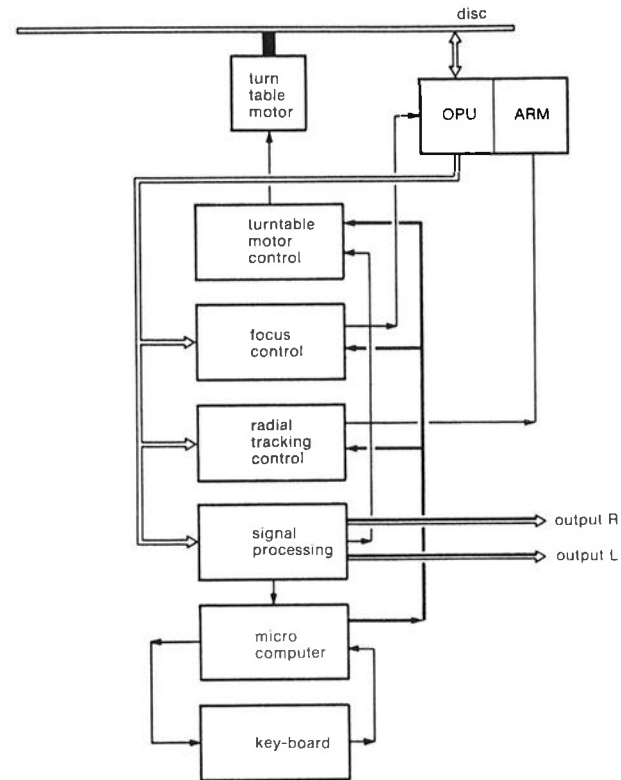 disc
turn
table
motor
OPU
ARM
turntable
motor
control
focus
control
radial
tracking
control
signal
processing
output R
output L
micro
computer
key-board